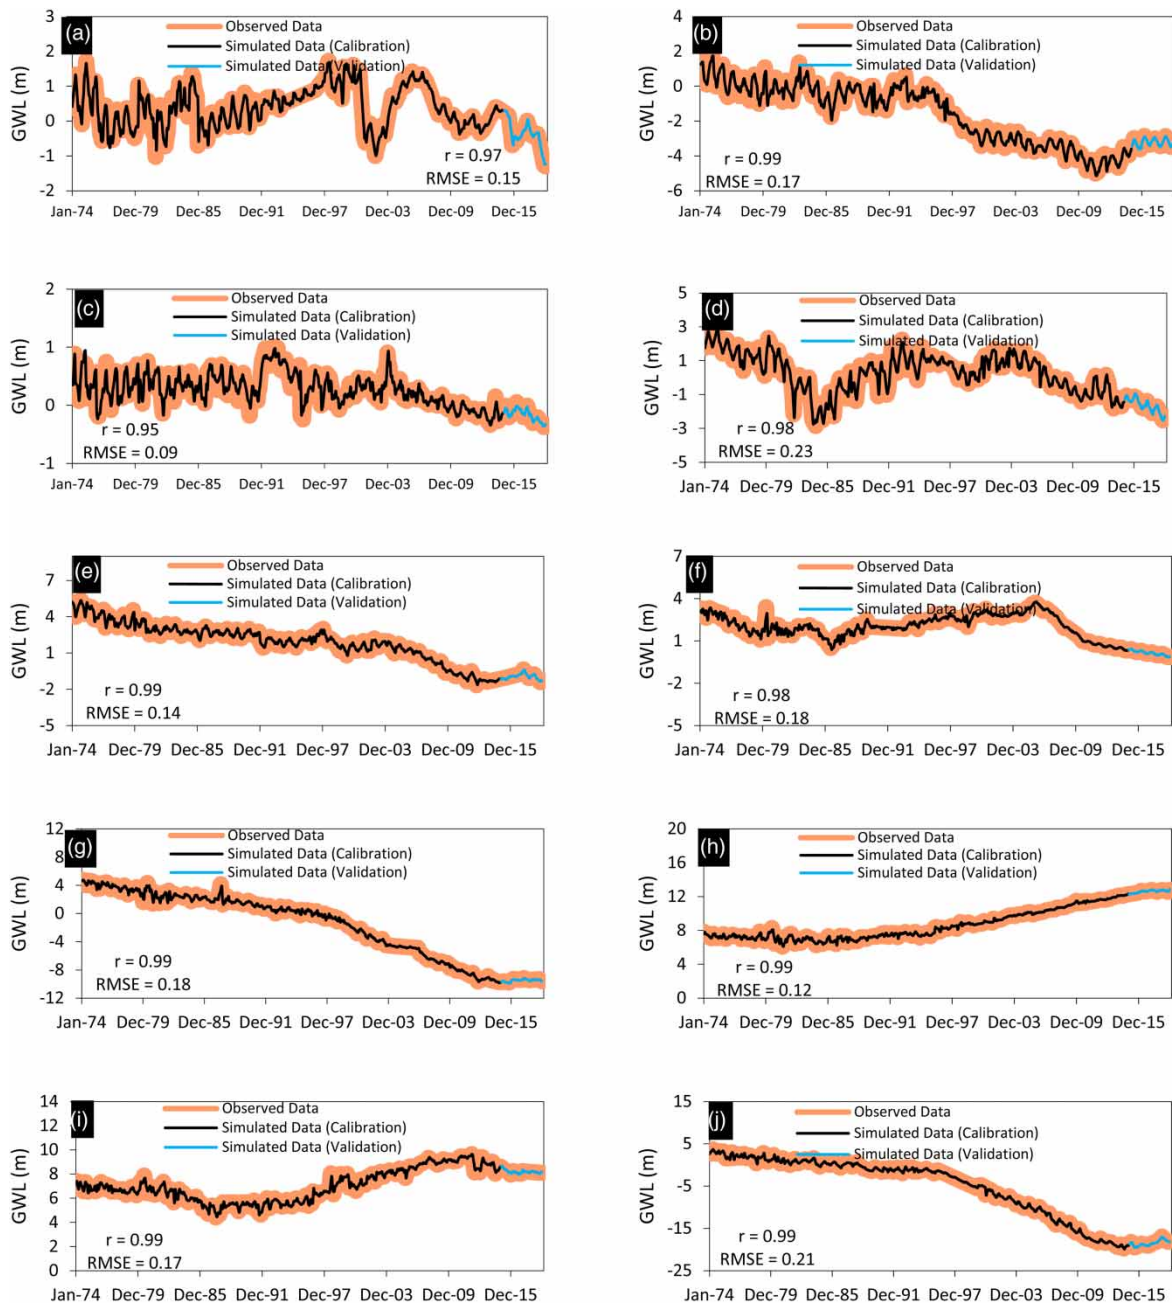 (a)
3
2
1
0
-1
-2
GWL (m)
Observed Data
Simulated Data (Calibration)
Simulated Data (Validation)
r = 0.97
RMSE = 0.15
Jan-74 Dec-79 Dec-85 Dec-91 Dec-97 Dec-03 Dec-09 Dec-15
(b)
4
2
0
-2
-4
-6
GWL (m)
Observed Data
Simulated Data (Calibration)
Simulated Data (Validation)
r = 0.99
RMSE = 0.17
Jan-74 Dec-79 Dec-85 Dec-91 Dec-97 Dec-03 Dec-09 Dec-15
(c)
2
1
0
-1
GWL (m)
Observed Data
Simulated Data (Calibration)
Simulated Data (Validation)
r = 0.95
RMSE = 0.09
Jan-74 Dec-79 Dec-85 Dec-91 Dec-97 Dec-03 Dec-09 Dec-15
(d)
5
3
1
-1
-3
-5
GWL (m)
Observed Data
Simulated Data (Calibration)
Simulated Data (Validation)
r = 0.98
RMSE = 0.23
Jan-74 Dec-79 Dec-85 Dec-91 Dec-97 Dec-03 Dec-09 Dec-15
(e)
7
4
1
-2
-5
GWL (m)
Observed Data
Simulated Data (Calibration)
Simulated Data (Validation)
r = 0.99
RMSE = 0.14
Jan-74 Dec-79 Dec-85 Dec-91 Dec-97 Dec-03 Dec-09 Dec-15
(f)
7
4
1
-2
-5
GWL (m)
Observed Data
Simulated Data (Calibration)
Simulated Data (Validation)
r = 0.98
RMSE = 0.18
Jan-74 Dec-79 Dec-85 Dec-91 Dec-97 Dec-03 Dec-09 Dec-15
(g)
12
8
4
0
-4
-8
-12
GWL (m)
Observed Data
Simulated Data (Calibration)
Simulated Data (Validation)
r = 0.99
RMSE = 0.18
Jan-74 Dec-79 Dec-85 Dec-91 Dec-97 Dec-03 Dec-09 Dec-15
(h)
20
16
12
8
4
0
GWL (m)
Observed Data
Simulated Data (Calibration)
Simulated Data (Validation)
r = 0.99
RMSE = 0.12
Jan-74 Dec-79 Dec-85 Dec-91 Dec-97 Dec-03 Dec-09 Dec-15
(i)
14
12
10
8
6
4
2
0
GWL (m)
Observed Data
Simulated Data (Calibration)
Simulated Data (Validation)
r = 0.99
RMSE = 0.17
Jan-74 Dec-79 Dec-85 Dec-91 Dec-97 Dec-03 Dec-09 Dec-15
(j)
15
5
-5
-15
-25
GWL (m)
Observed Data
Simulated Data (Calibration)
Simulated Data (Validation)
r = 0.99
RMSE = 0.21
Jan-74 Dec-79 Dec-85 Dec-91 Dec-97 Dec-03 Dec-09 Dec-15